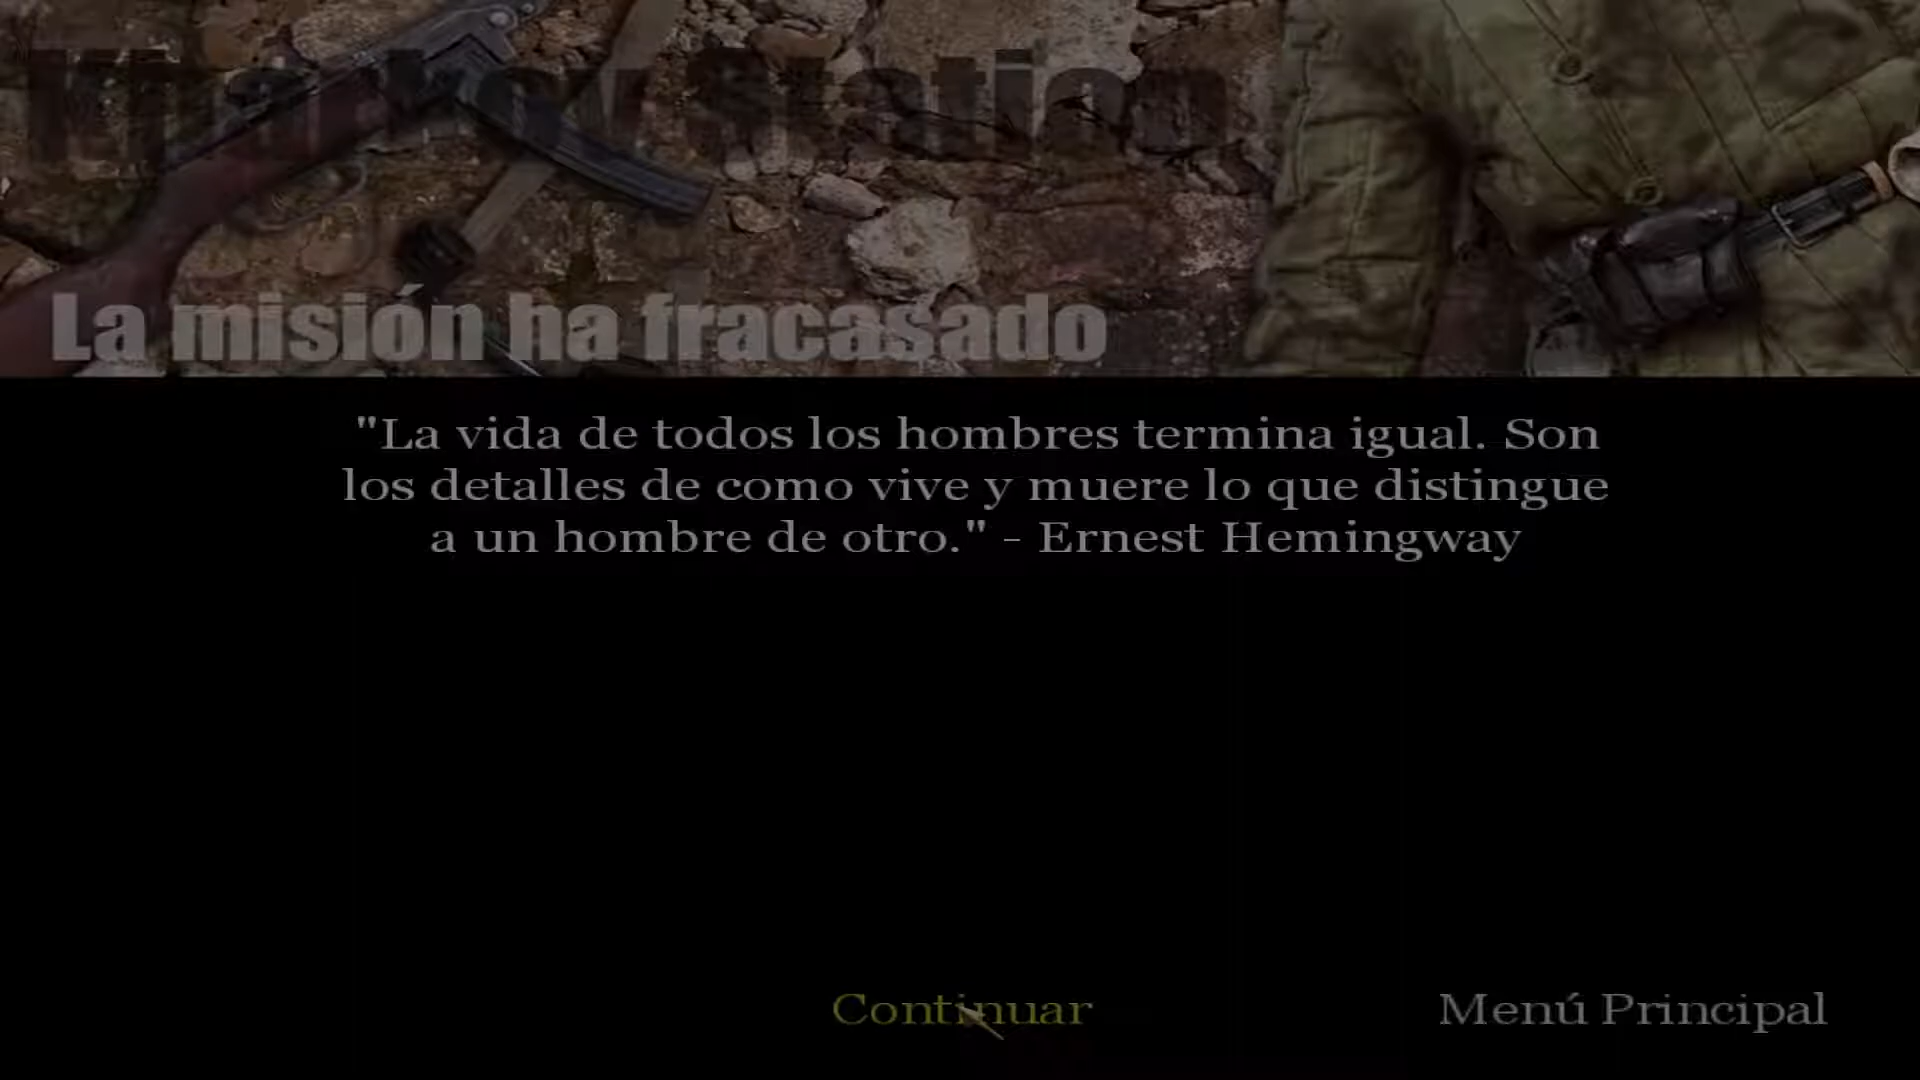 La misión ha fracasado
"La vida de todos los hombres termina igual. Son
los detalles de como vive y muere lo que distingue
a un hombre de otro." - Ernest Hemingway
Continuar
Menú Principal